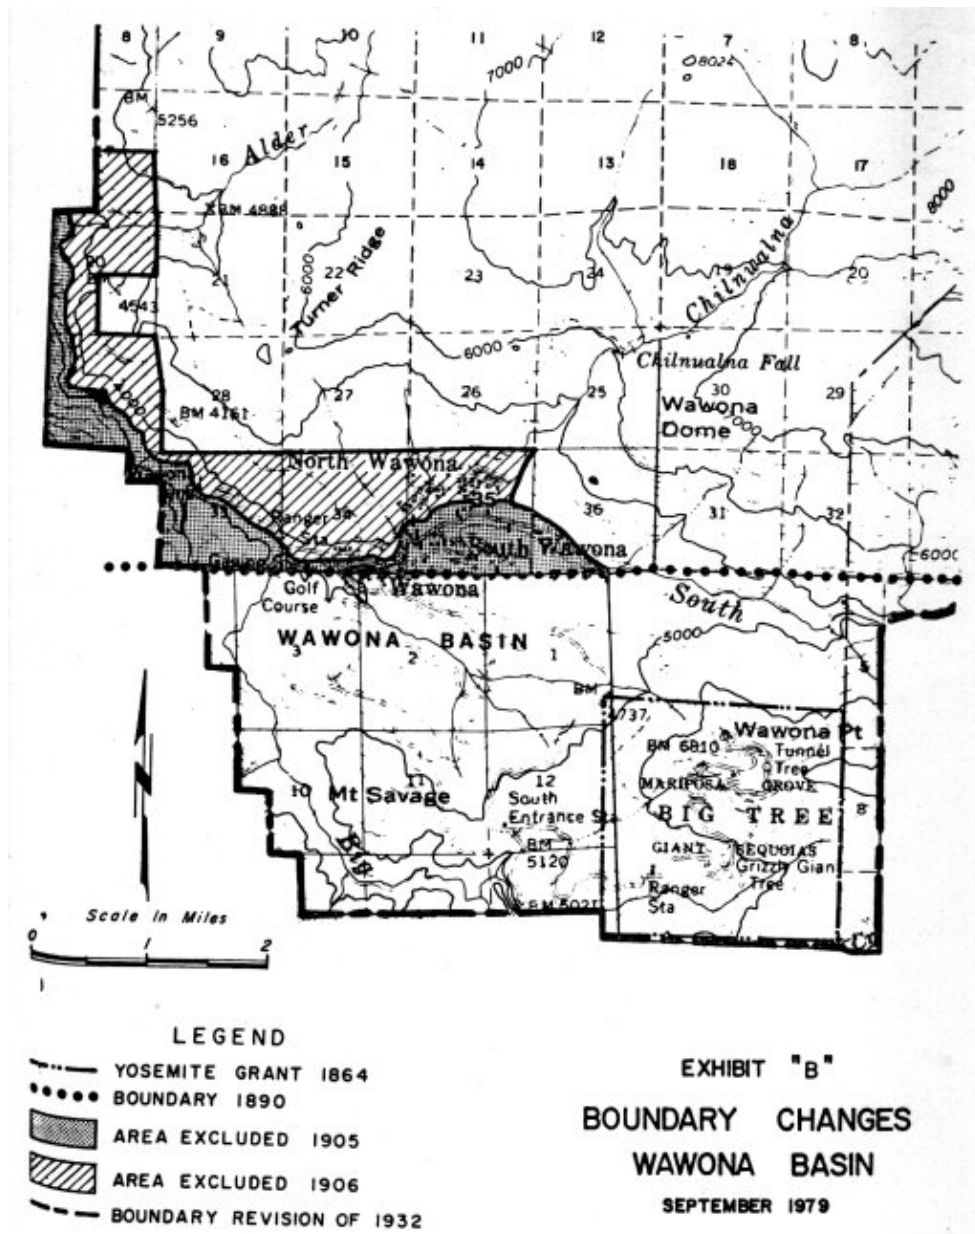 8 9 10 11 12 7 8
7000
8024
BM
5256
Alder
16 15 14 13 18 17
BM 4888
8000
Chilnualna
Turner Ridge
6000
21 22 23 24 20
4543
6000
Chilnualna Fall
4000
28 27 26 25 30 29
BM 4161
Wawona
Dome
North Wawona
35
Ranger 34
Sta
33
36 31 32
South Wawona
6000
Golf
Course
Wawona
South
5000
WAWONA BASIN
3 2 1
BM
4737
Wawona Pt
BM 6810
Tunnel
Tree
MARIPOSA GROVE
10 Mt Savage 11 12
South
Entrance Sta
BIG TREE 8
BM
5120
Big
GIANT SEQUOIAS
Grizzly Giant
Tree
Ranger
Sta
BM 5021
N
Scale In Miles
0 1 2
LEGEND
YOSEMITE GRANT 1864
BOUNDARY 1890
AREA EXCLUDED 1905
AREA EXCLUDED 1906
BOUNDARY REVISION OF 1932
EXHIBIT "B"
BOUNDARY CHANGES
WAWONA BASIN
SEPTEMBER 1979